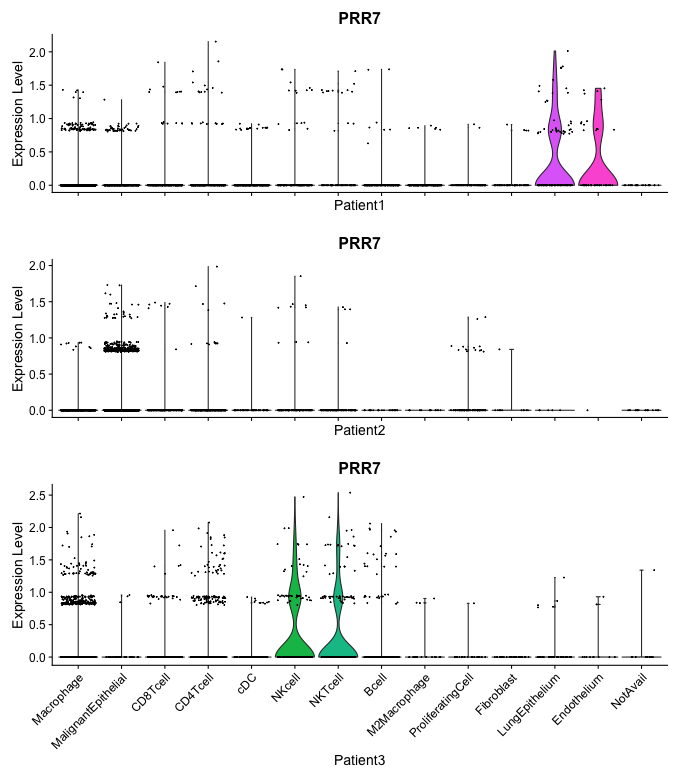 PRR7
Expression Level
2.0
1.5
1.0
0.5
0.0
Patient1
PRR7
Expression Level
2.0
1.5
1.0
0.5
0.0
Patient2
PRR7
Expression Level
2.5
2.0
1.5
1.0
0.5
0.0
Macrophage
MalignantEpithelial
CD8Tcell
CD4Tcell
cDC
NKcell
NKTcell
Bcell
M2Macrophage
ProliferatingCell
Fibroblast
LungEpithelium
Endothelium
NotAvail
Patient3